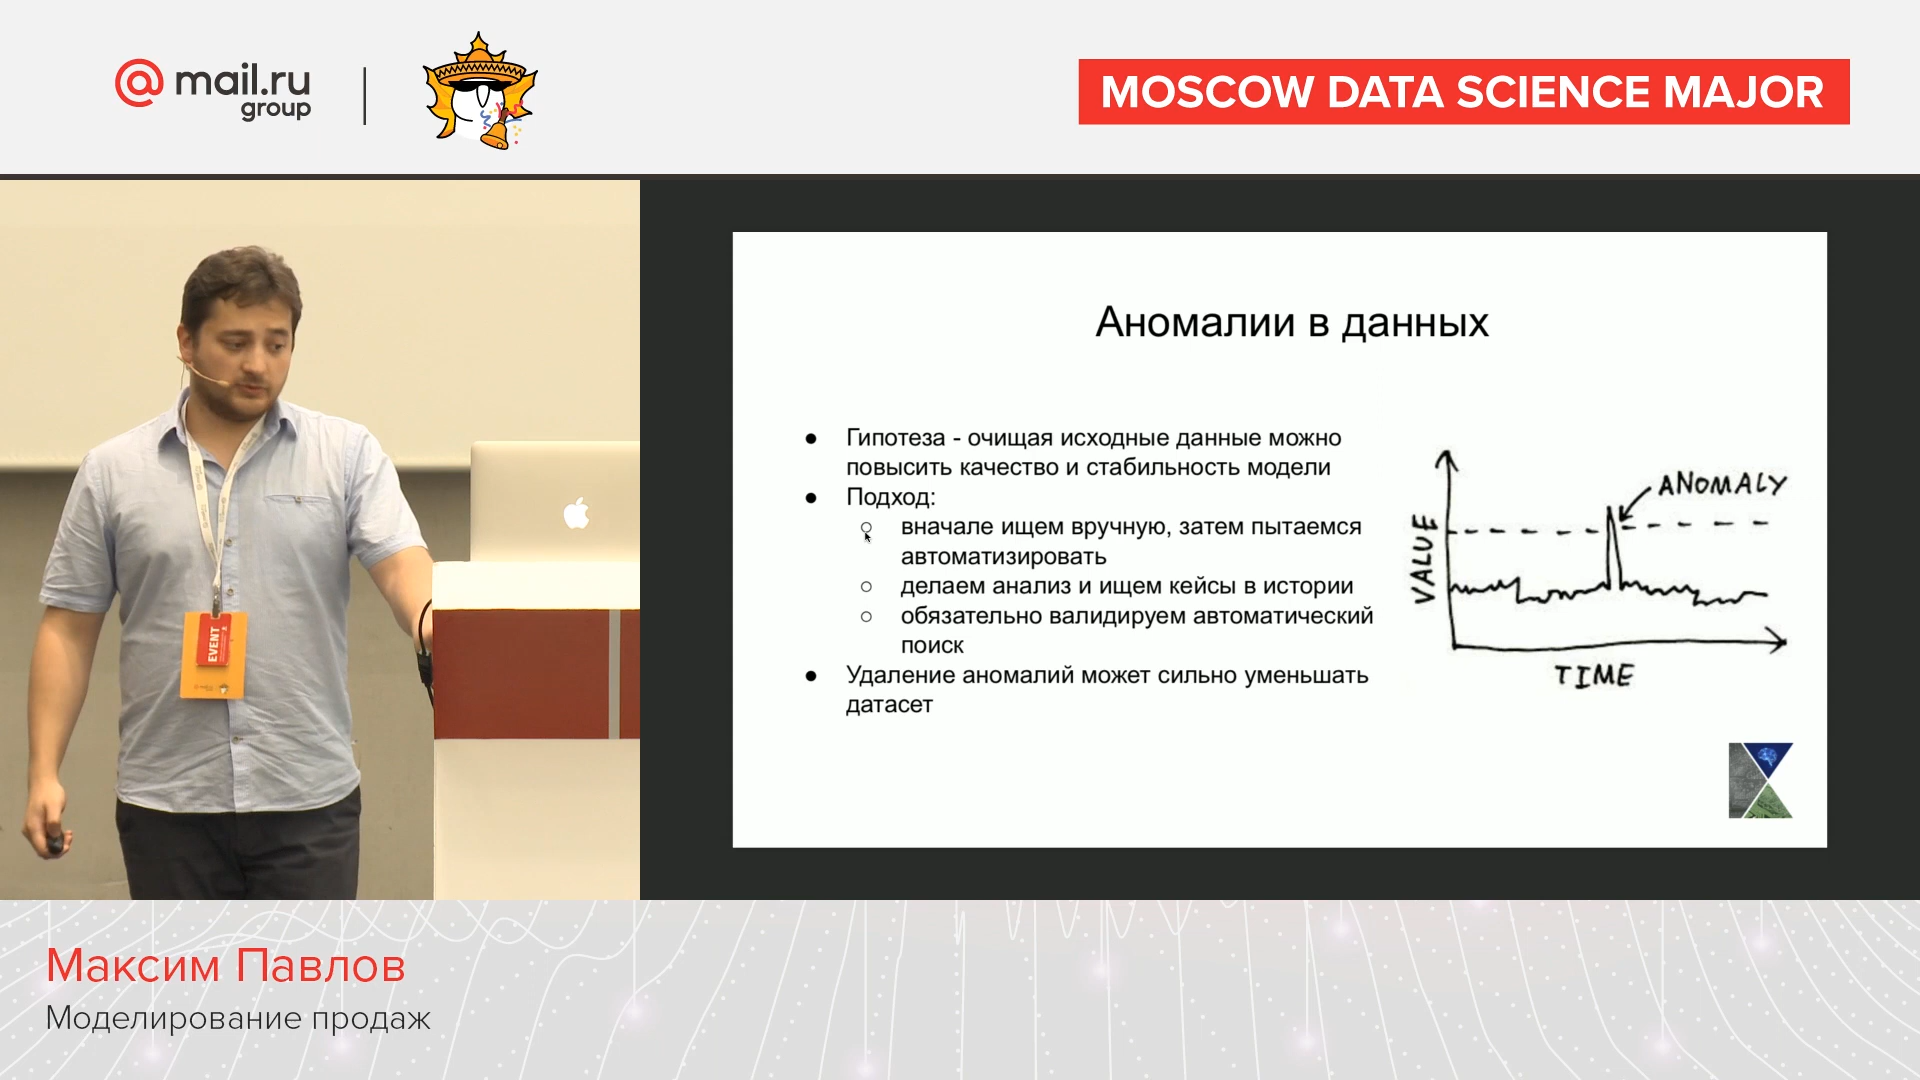 mail.ru
group
MOSCOW DATA SCIENCE MAJOR
Аномалии в данных
● Гипотеза - очищая исходные данные можно
повысить качество и стабильность модели
● Подход:
○ вначале ищем вручную, затем пытаемся
автоматизировать
○ делаем анализ и ищем кейсы в истории
○ обязательно валидируем автоматический
поиск
● Удаление аномалий может сильно уменьшать
датасет
ANOMALY
VALUE
TIME
EVENT
Максим Павлов
Моделирование продаж